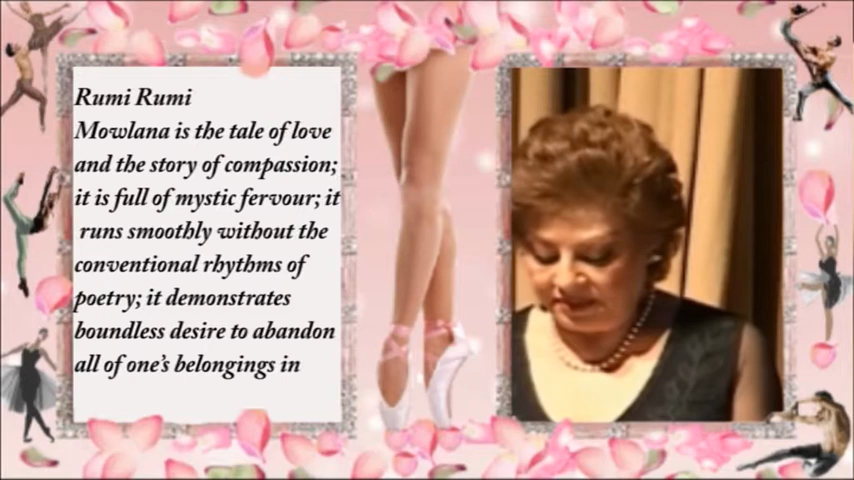 Rumi Rumi
Mowlana is the tale of love
and the story of compassion;
it is full of mystic fervour; it
runs smoothly without the
conventional rhythms of
poetry; it demonstrates
boundless desire to abandon
all of one's belongings in